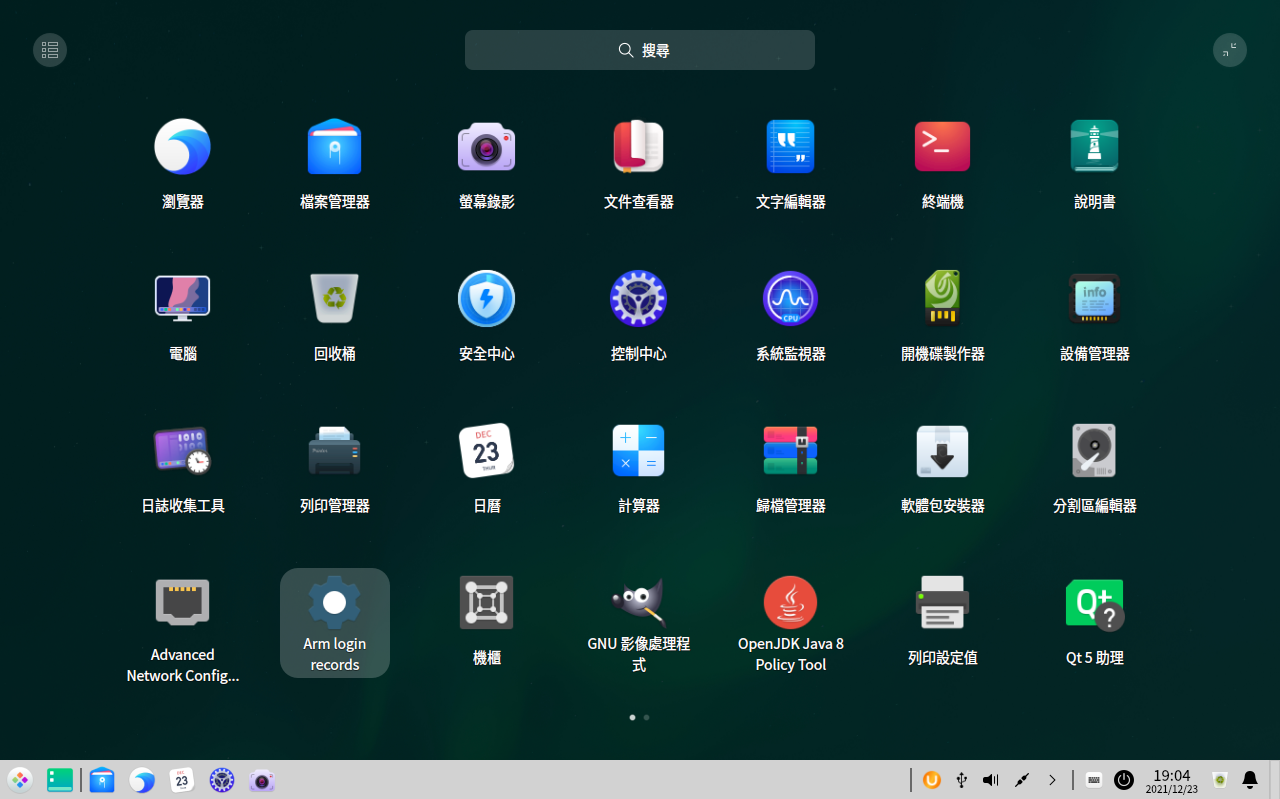 搜尋
瀏覽器
檔案管理器
螢幕錄影
文件查看器
文字編輯器
終端機
說明書
電腦
回收桶
安全中心
控制中心
CPU
系統監視器
開機碟製作器
info
設備管理器
1010
日誌收集工具
列印管理器
DEC
23
THUR
日曆
計算器
歸檔管理器
軟體包安裝器
分割區編輯器
Advanced
Network Config...
Arm login
records
機櫃
GNU 影像處理程
式
OpenJDK Java 8
Policy Tool
列印設定值
Qt
?
Qt 5 助理
DEC
23
19:04
2021/12/23